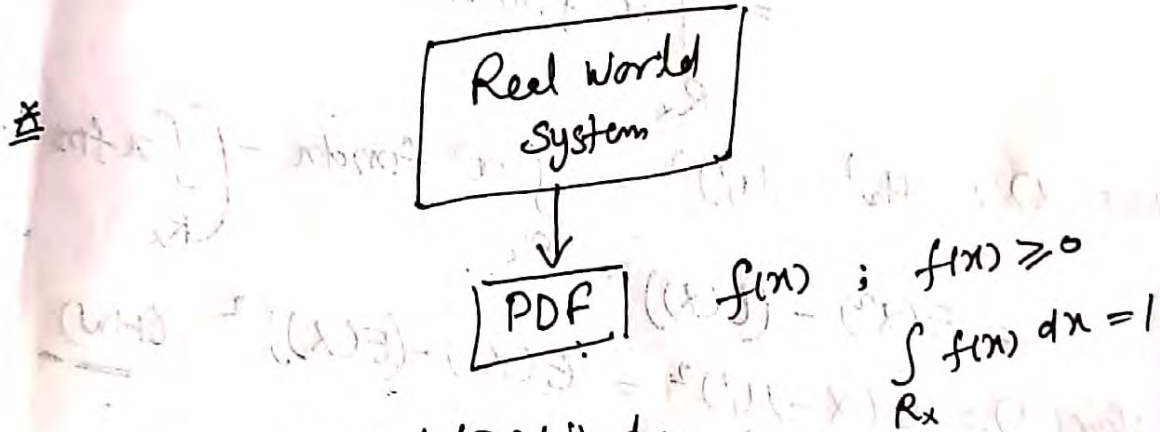 *
Real World
System
PDF f(x) ; f(x) ≥ 0
∫ f(x) dx = 1
Rx